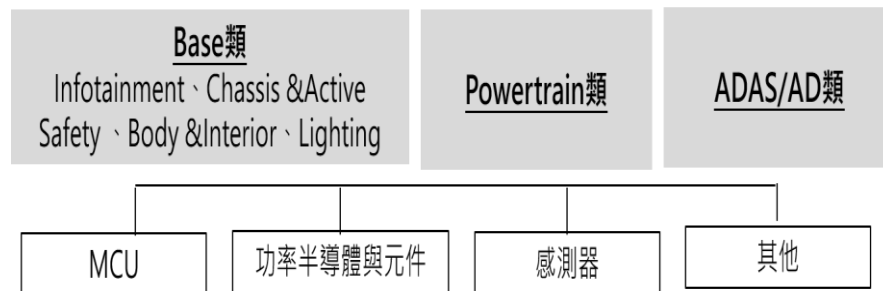 Base類
Infotainment、Chassis &Active
Safety 、Body &Interior、Lighting
Powertrain類
ADAS/AD類
MCU
功率半導體與元件
感測器
其他